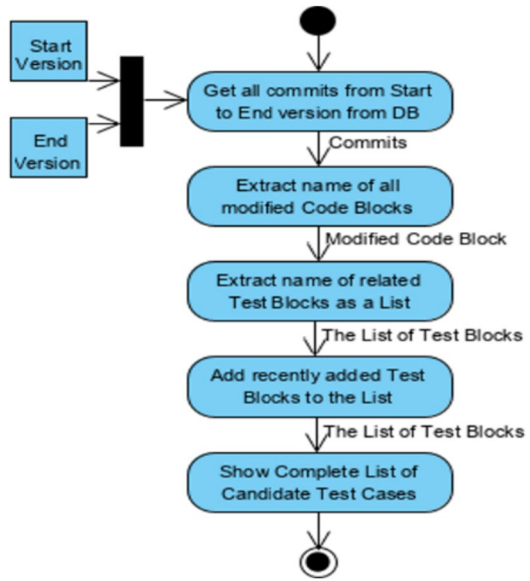 Start
Version
End
Version
Get all commits from Start
to End version from DB
Commits
Extract name of all
modified Code Blocks
Modified Code Block
Extract name of related
Test Blocks as a List
The List of Test Blocks
Add recently added Test
Blocks to the List
The List of Test Blocks
Show Complete List of
Candidate Test Cases